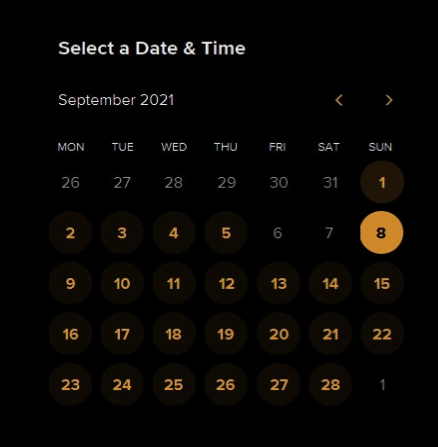 Select a Date & Time
September 2021
MON TUE WED THU FRI SAT SUN
26 27 28 29 30 31 1
2 3 4 5 6 7 8
9 10 11 12 13 14 15
16 17 18 19 20 21 22
23 24 25 26 27 28 1